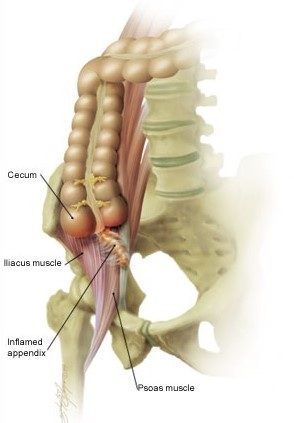 Cecum
Iliacus muscle
Inflamed
appendix
Psoas muscle